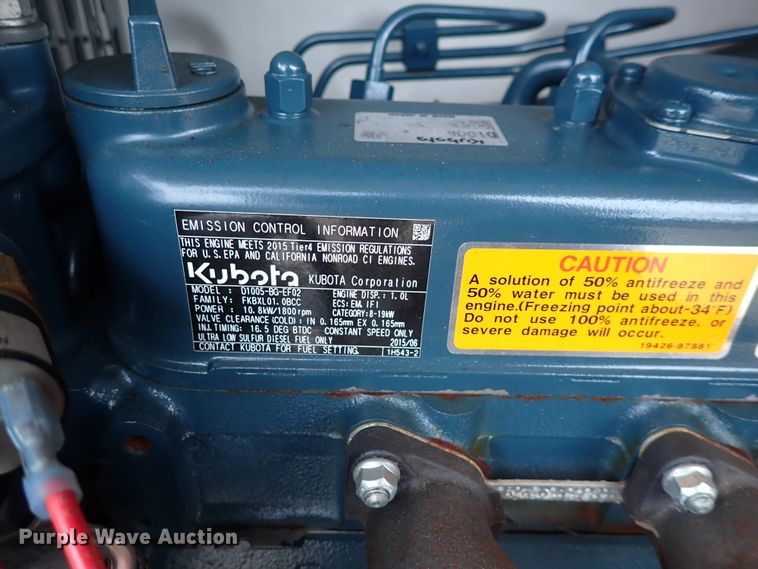 Kubota
D1005
EMISSION CONTROL INFORMATION
THIS ENGINE MEETS 2015 Tier4 EMISSION REGULATIONS
FOR U.S. EPA AND CALIFORNIA NONROAD CI ENGINES.
Kubota KUBOTA Corporation
MODEL : D1005-BG-EF02 ENGINE DISP.: 1.0L
FAMILY: FKBXL01.0BCC ECS: EM IFI
POWER : 10.8kW/1800rpm CATEGORY: 8-19kW
VALVE CLEARANCE (COLD): IN 0.165mm EX 0.165mm
INJ.TIMING: 16.5 DEG BTDC CONSTANT SPEED ONLY
ULTRA LOW SULFUR DIESEL FUEL ONLY 2015/06
CONTACT KUBOTA FOR FUEL SETTING. 1H543-2
CAUTION
A solution of 50% antifreeze and
50% water must be used in this
engine.(Freezing point about-34°F)
Do not use 100% antifreeze, or
severe damage will occur.
19426-87881
Purple Wave Auction